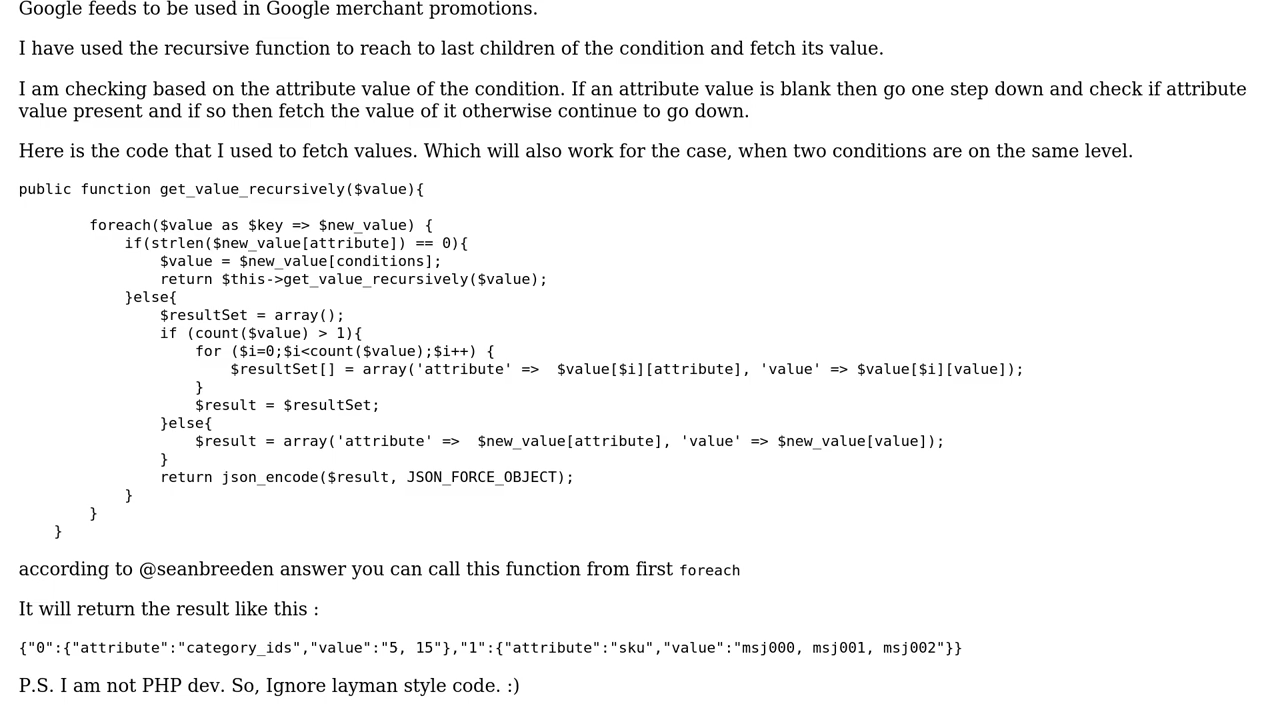 Google feeds to be used in Google merchant promotions.
I have used the recursive function to reach to last children of the condition and fetch its value.
I am checking based on the attribute value of the condition. If an attribute value is blank then go one step down and check if attribute
value present and if so then fetch the value of it otherwise continue to go down.
Here is the code that I used to fetch values. Which will also work for the case, when two conditions are on the same level.
public function get_value_recursively($value){
        foreach($value as $key => $new_value) {
            if(strlen($new_value[attribute]) == 0){
                $value = $new_value[conditions];
                return $this->get_value_recursively($value);
            }else{
                $resultSet = array();
                if (count($value) > 1){
                    for ($i=0;$i<count($value);$i++) {
                        $resultSet[] = array('attribute' =>  $value[$i][attribute], 'value' => $value[$i][value]);
                    }
                    $result = $resultSet;
                }else{
                    $result = array('attribute' =>  $new_value[attribute], 'value' => $new_value[value]);
                }
                return json_encode($result, JSON_FORCE_OBJECT);
            }
        }
    }
according to @seanbreeden answer you can call this function from first foreach
It will return the result like this :
{"0":{"attribute":"category_ids","value":"5, 15"},"1":{"attribute":"sku","value":"msj000, msj001, msj002"}}
P.S. I am not PHP dev. So, Ignore layman style code. :)